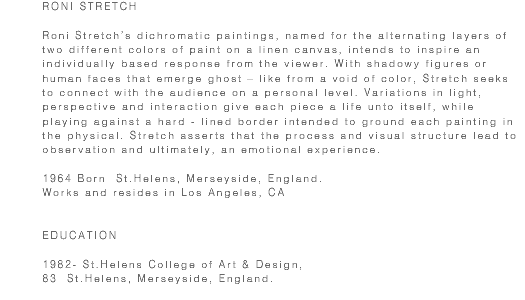 RONI STRETCH
Roni Stretch's dichromatic paintings, named for the alternating layers of
two different colors of paint on a linen canvas, intends to inspire an
individually based response from the viewer. With shadowy figures or
human faces that emerge ghost – like from a void of color, Stretch seeks
to connect with the audience on a personal level. Variations in light,
perspective and interaction give each piece a life unto itself, while
playing against a hard - lined border intended to ground each painting in
the physical. Stretch asserts that the process and visual structure lead to
observation and ultimately, an emotional experience.
1964 Born St.Helens, Merseyside, England.
Works and resides in Los Angeles, CA
EDUCATION
1982- St.Helens College of Art & Design,
83 St.Helens, Merseyside, England.